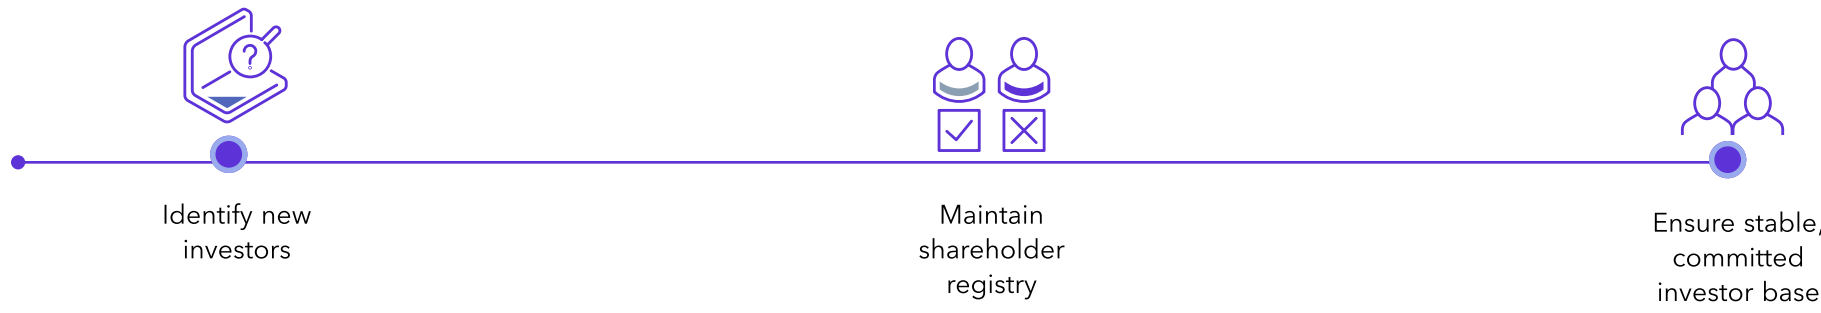 ?
Identify new
investors
Maintain
shareholder
registry
Ensure stable,
committed
investor base